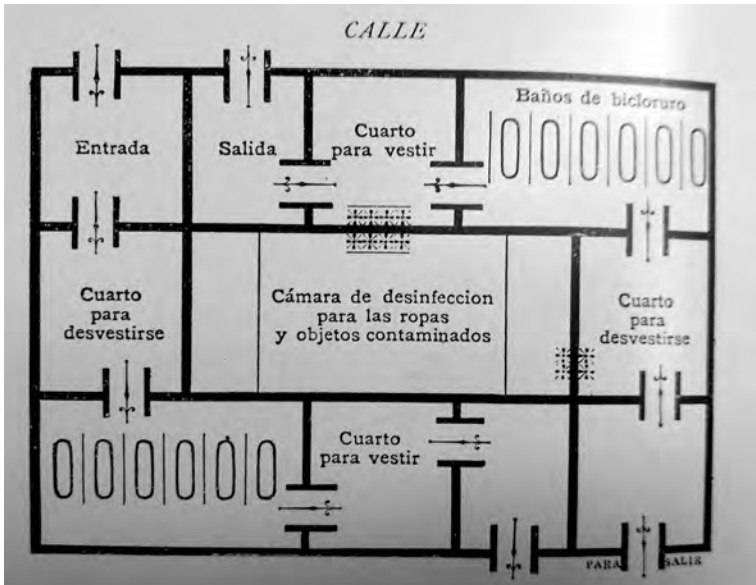 CALLE
Baños de bicloruro
Entrada
Salida
Cuarto
para vestir
Cuarto
para
desvestirse
Cámara de desinfeccion
para las ropas
y objetos contaminados
Cuarto
para
desvestirse
Cuarto
para vestir
PARA SALIR